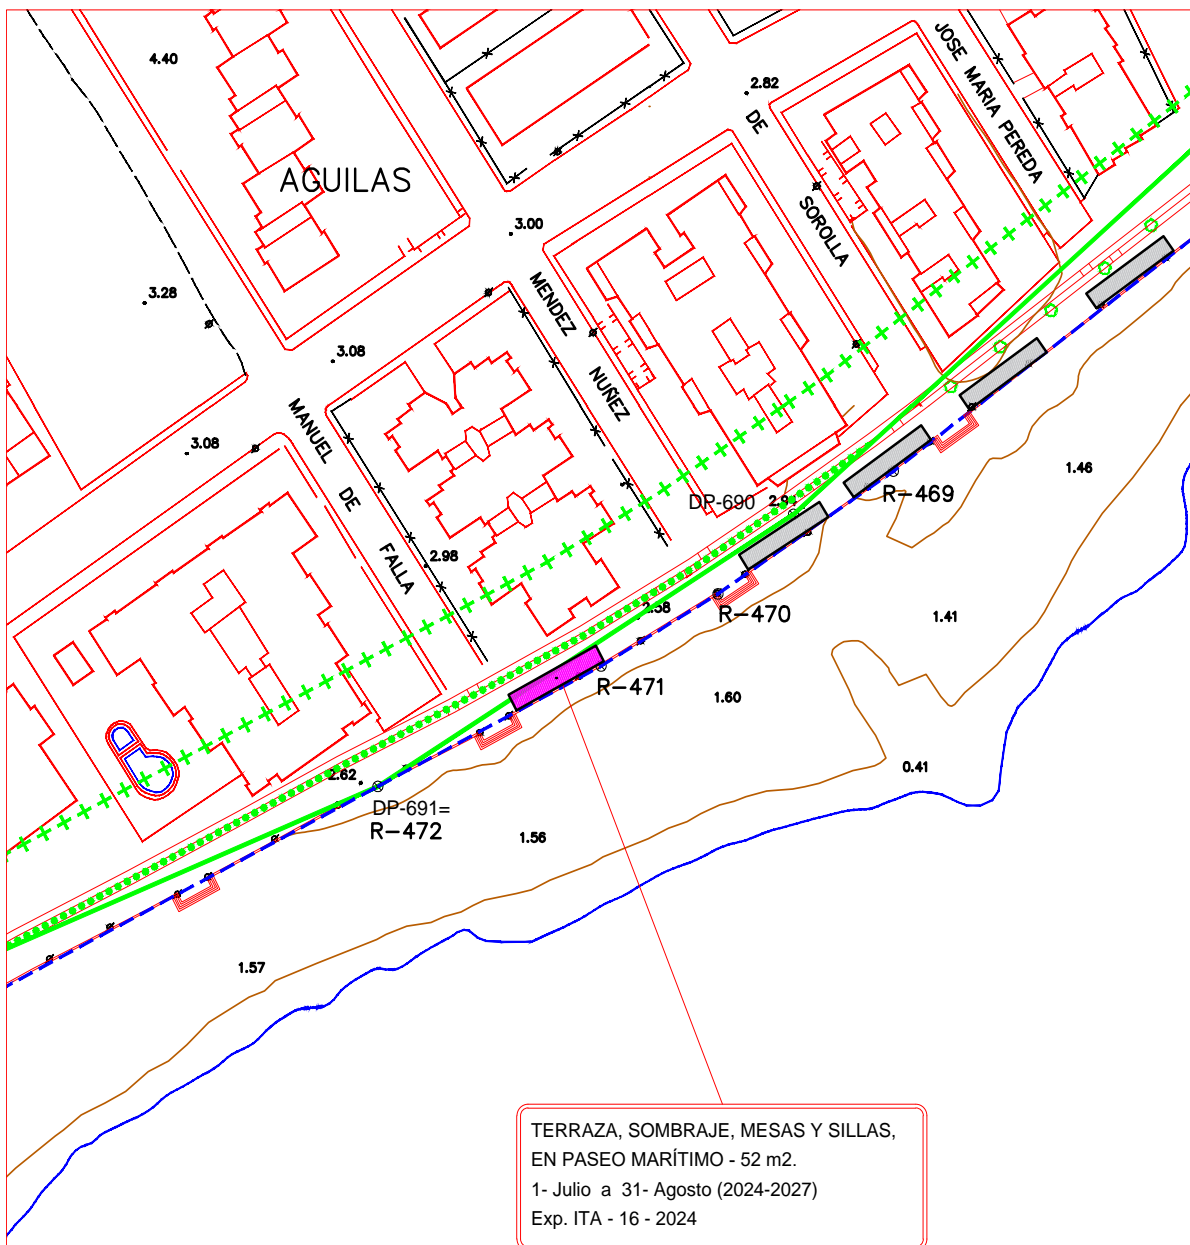 4.40
2.82
JOSE MARIA PEREDA
DE
SOROLLA
AGUILAS
3.00
3.28
MENDEZ
NUÑEZ
3.08
MANUEL
DE
FALLA
3.08
2.98
DP-690
R-469
1.46
R-470
1.41
R-471
1.60
2.62
0.41
DP-691=
R-472
1.56
1.57
TERRAZA, SOMBRAJE, MESAS Y SILLAS,
EN PASEO MARÍTIMO - 52 m2.
1- Julio a 31- Agosto (2024-2027)
Exp. ITA - 16 - 2024